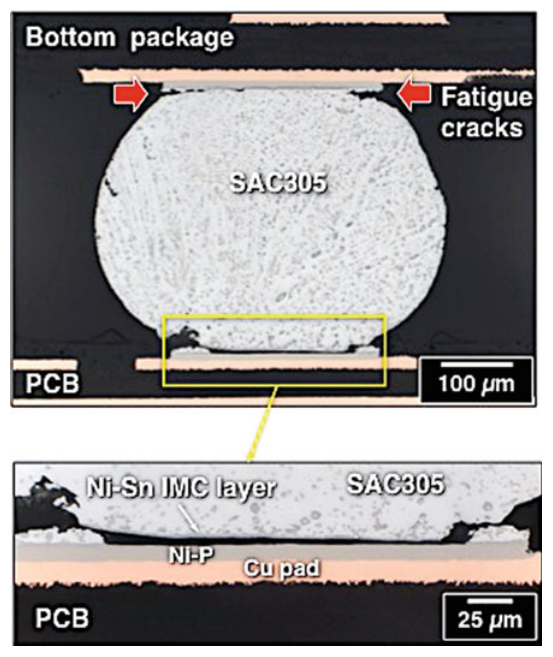 Bottom package
Fatigue
cracks
SAC305
PCB
100 µm
Ni-Sn IMC layer
SAC305
Ni-P
Cu pad
PCB
25 µm